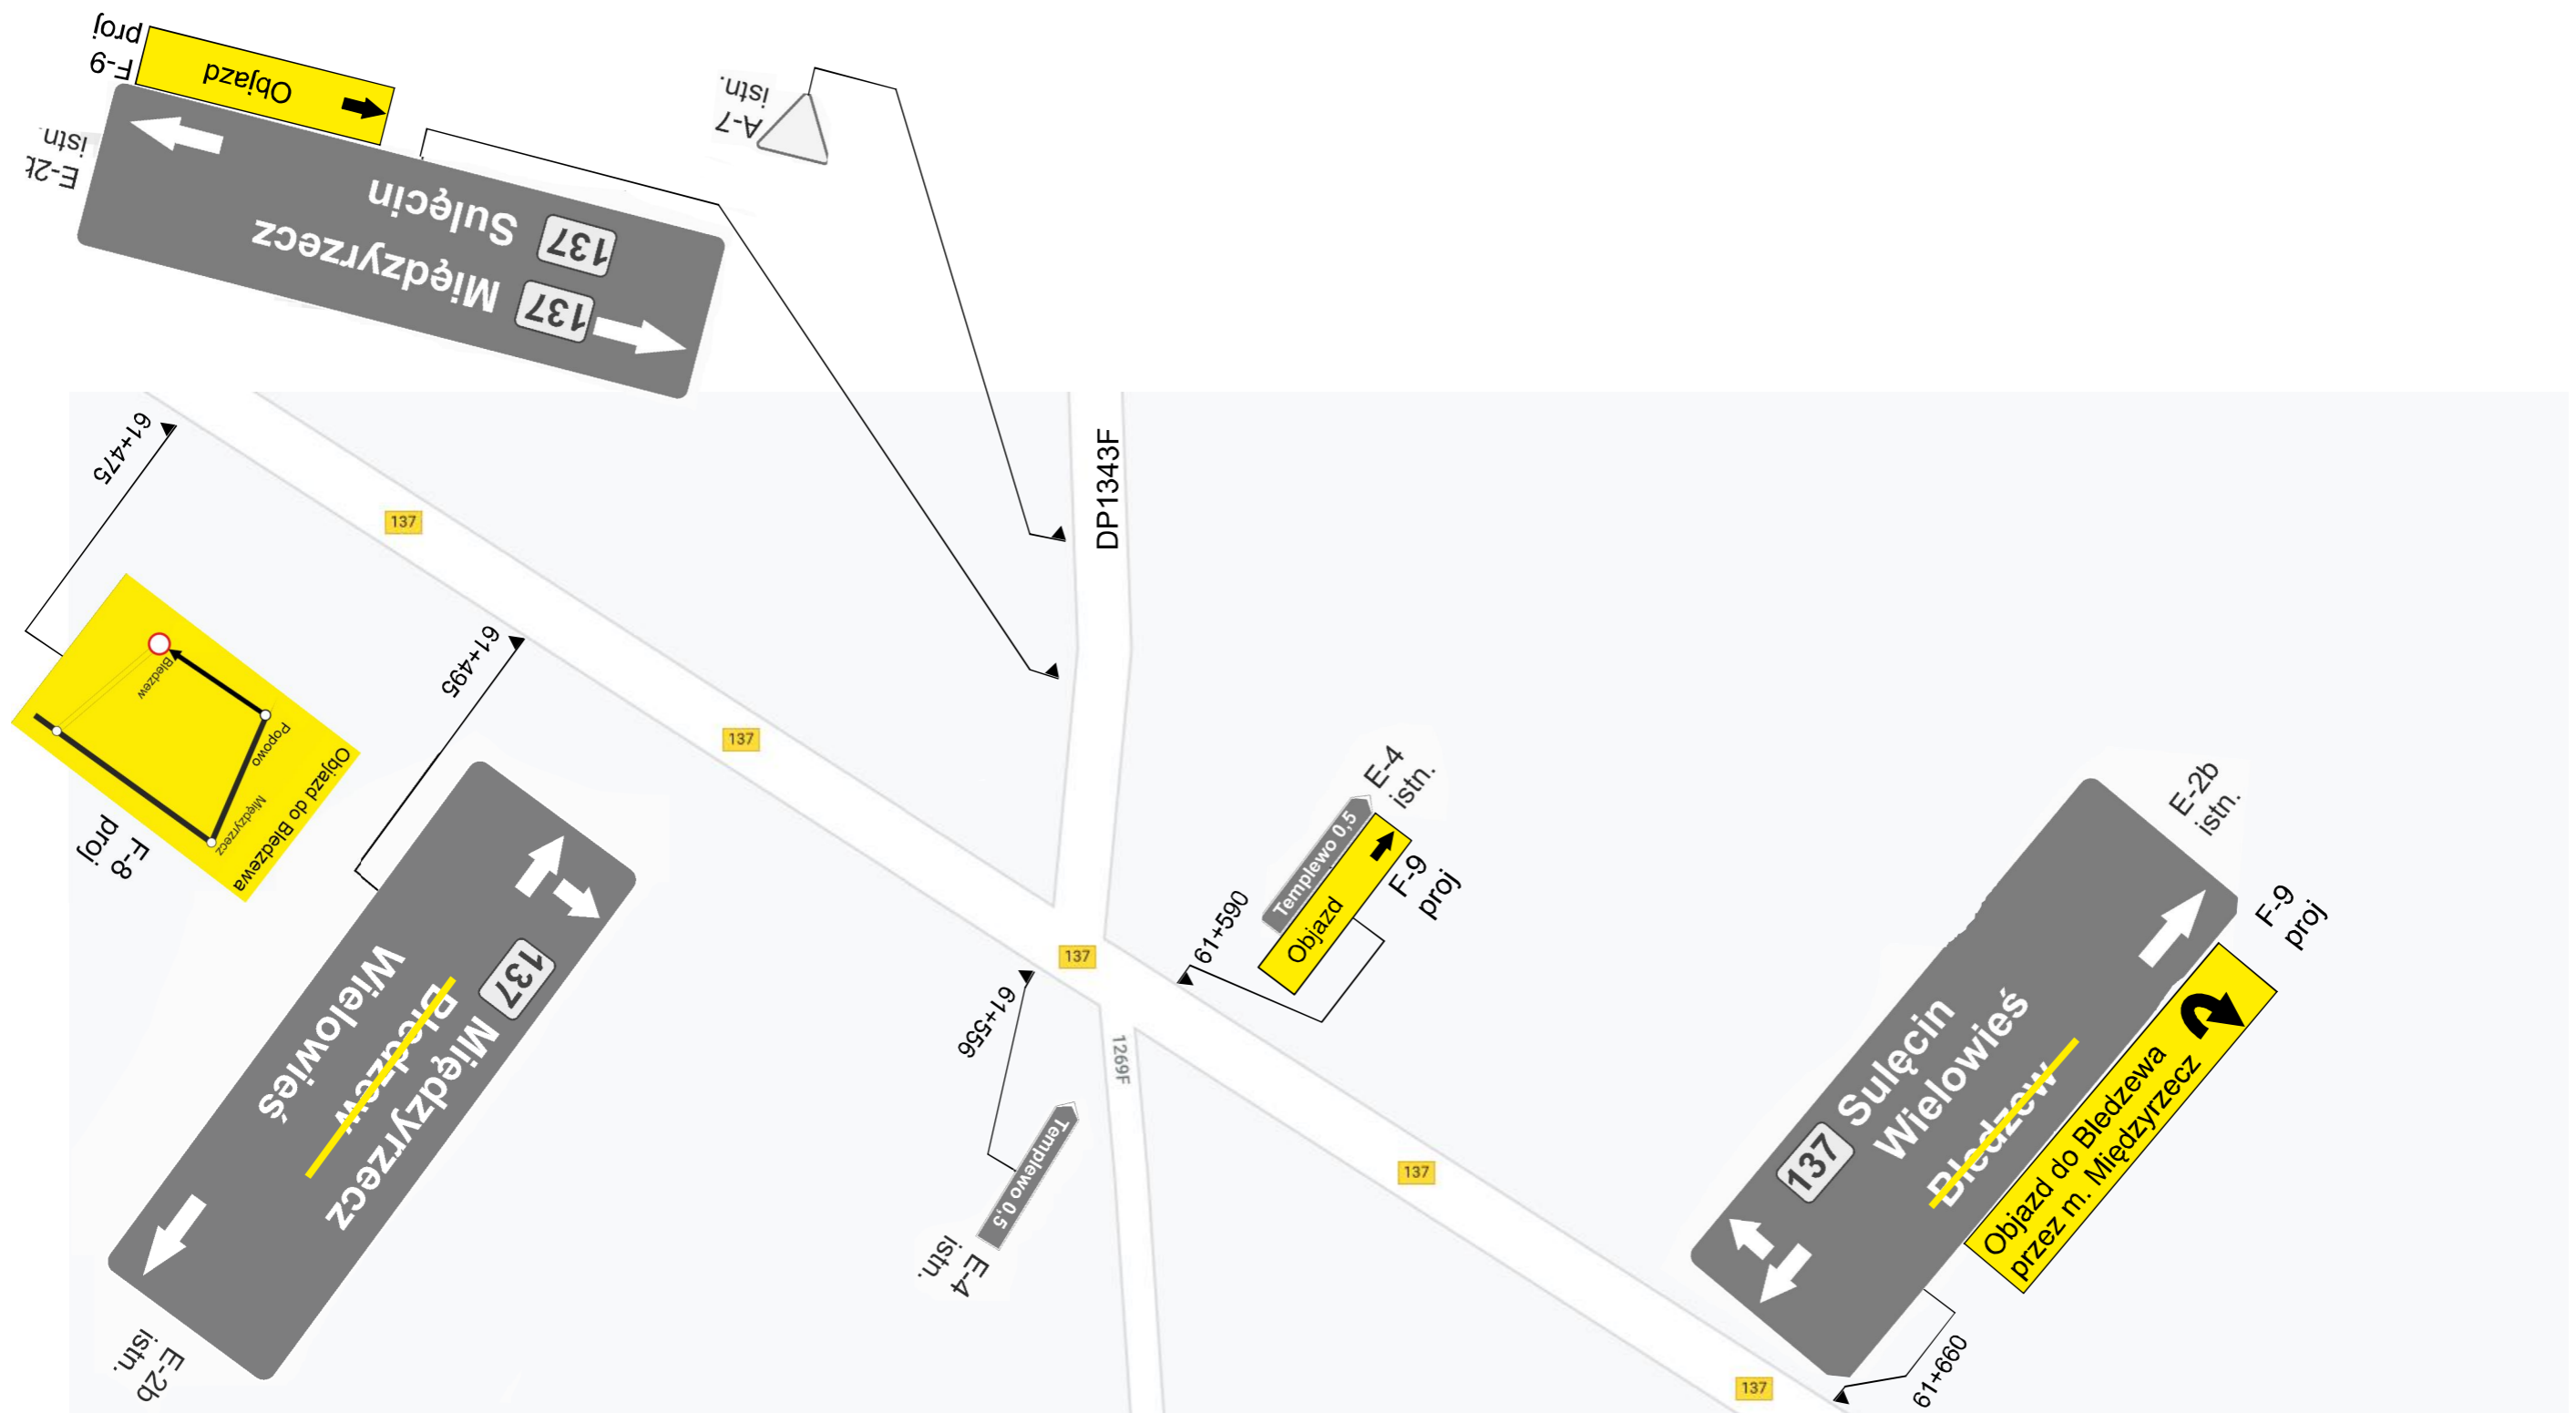 F-9
proj
Objazd
E-2b
istn.
137 Sulęcin
137 Międzyrzecz
A-7
istn.
61+475
137
DP1343F
61+495
Bledzew
Popowo
Międzyrzecz
Objazd do Bledzewa
F-8
proj
137
E-4
istn.
Templewo 0,5
Objazd
F-9
proj
61+590
E-2b
istn.
F-9
proj
137 Międzyrzecz
Bledzew
Wielowieś
E-2b
istn.
137
61+556
1269F
Templewo 0,5
E-4
istn.
137
137 Sulęcin
Wielowieś
Bledzew
Objazd do Bledzewa
przez m. Międzyrzecz
61+660
137